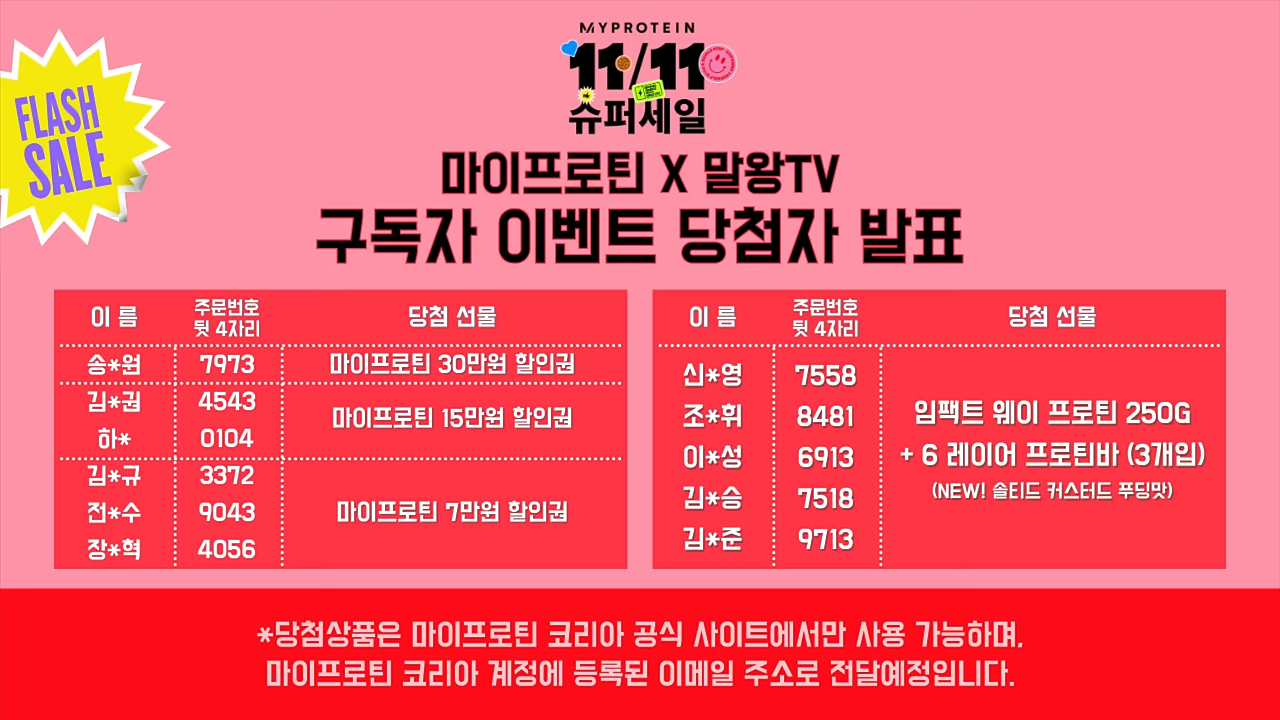 MYPROTEIN
11/11
슈퍼세일
FLASH
SALE
마이프로틴 X 말왕TV
구독자 이벤트 당첨자 발표
이 름 주문번호 뒷 4자리 당첨 선물
송*원 7973 마이프로틴 30만원 할인권
김*권 4543
하* 0104
마이프로틴 15만원 할인권
김*규 3372
전*수 9043
장*혁 4056
마이프로틴 7만원 할인권
이 름 주문번호 뒷 4자리 당첨 선물
신*영 7558
조*휘 8481
이*성 6913
김*승 7518
김*준 9713
임팩트 웨이 프로틴 250G
+ 6 레이어 프로틴바 (3개입)
(NEW! 솔티드 커스터드 푸딩맛)
*당첨상품은 마이프로틴 코리아 공식 사이트에서만 사용 가능하며,
마이프로틴 코리아 계정에 등록된 이메일 주소로 전달예정입니다.